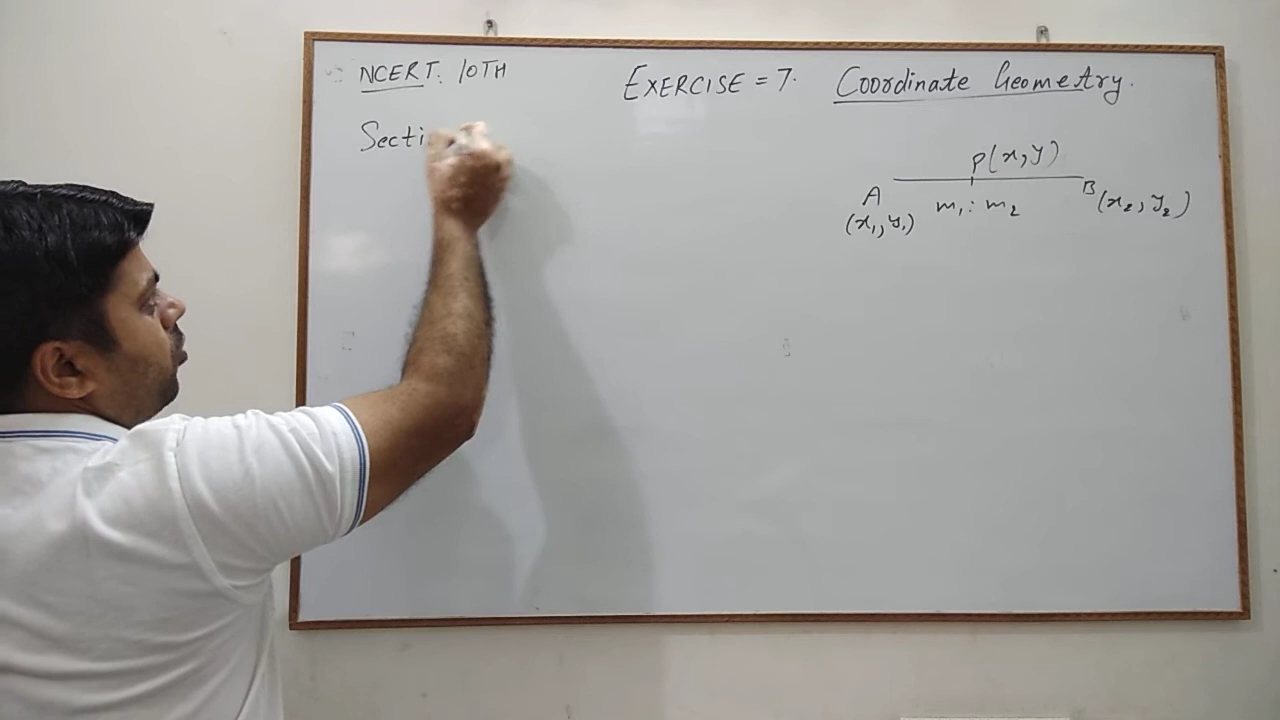 NCERT. 10TH
EXERCISE = 7. Coordinate Geometry.
Secti
P(x, y)
A
B (x₂, y₂)
m₁ : m₂
(x₁, y₁)